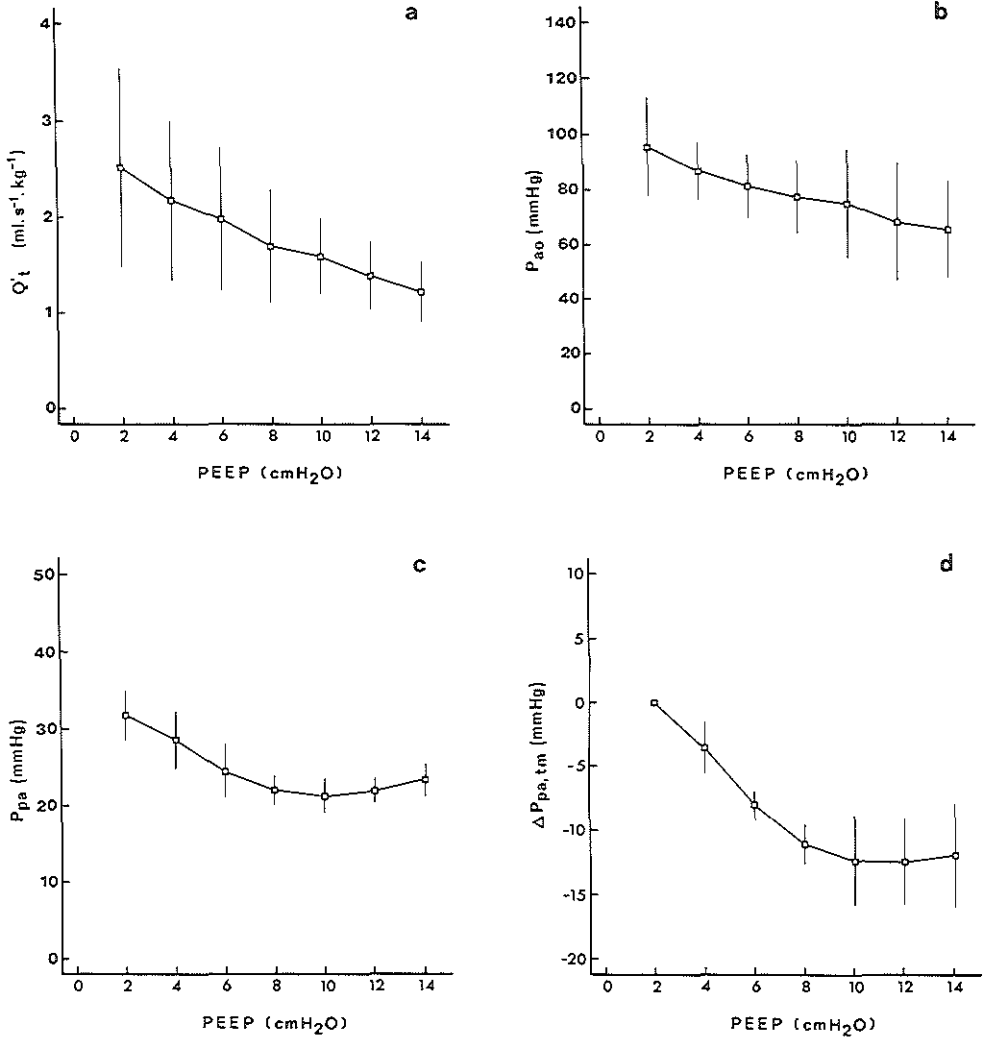 a
4
3
2
1
0
Q't (ml.s⁻¹.kg⁻¹)
0 2 4 6 8 10 12 14
PEEP (cmH₂O)
b
140
120
100
80
60
40
20
0
Pao (mmHg)
0 2 4 6 8 10 12 14
PEEP (cmH₂O)
c
50
40
30
20
10
0
Ppa (mmHg)
0 2 4 6 8 10 12 14
PEEP (cmH₂O)
d
10
5
0
-5
-10
-15
-20
Δ Ppa,tm (mmHg)
0 2 4 6 8 10 12 14
PEEP (cmH₂O)